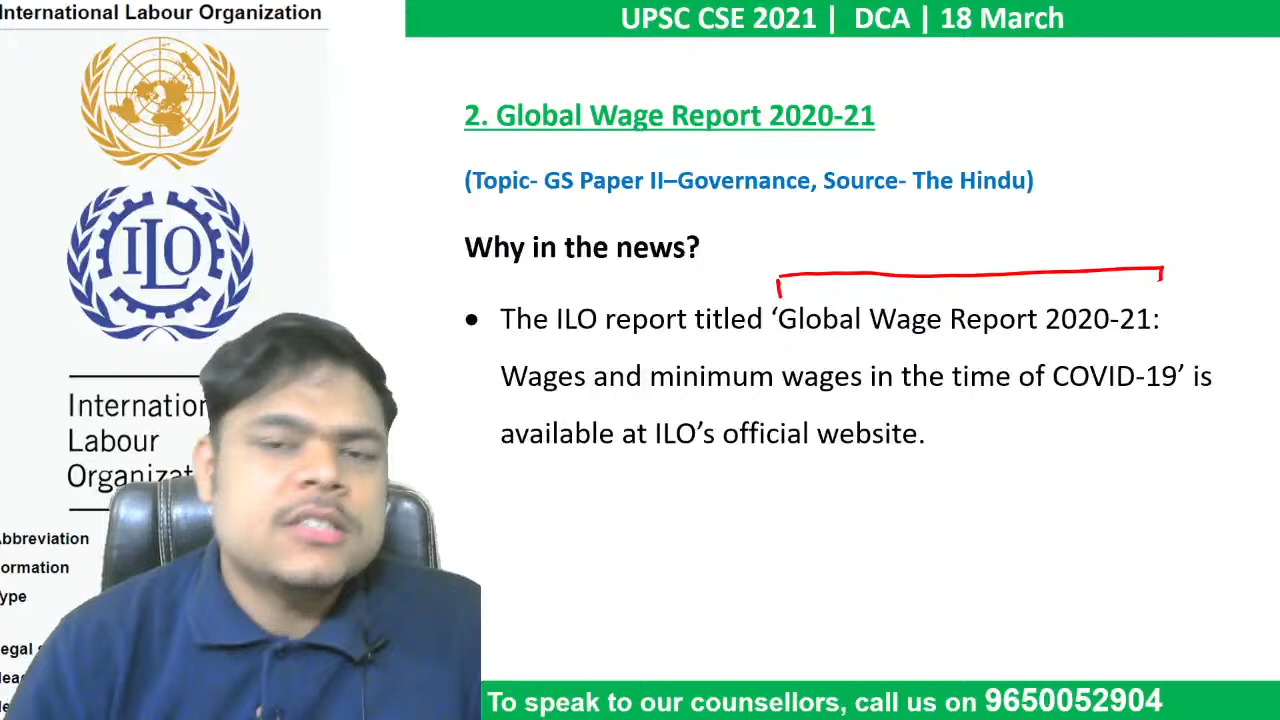 International Labour Organization
UPSC CSE 2021 | DCA | 18 March
ILO
International
Labour
Organizat
Abbreviation
ormation
ype
egal s
2. Global Wage Report 2020-21
(Topic- GS Paper II–Governance, Source- The Hindu)
Why in the news?
• The ILO report titled ‘Global Wage Report 2020-21:
Wages and minimum wages in the time of COVID-19’ is
available at ILO’s official website.
To speak to our counsellors, call us on 9650052904